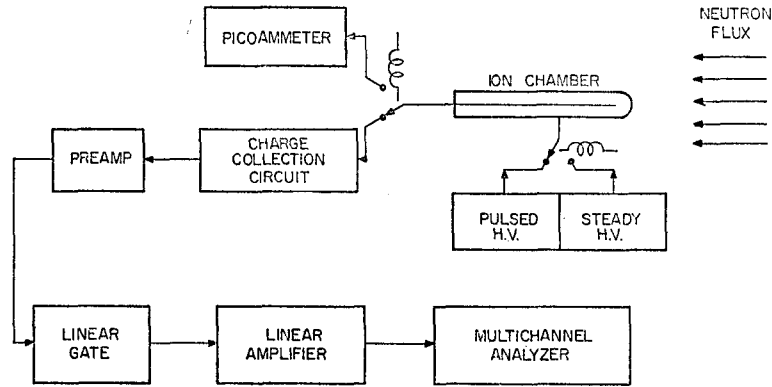 NEUTRON
FLUX
PICOAMMETER
ION CHAMBER
PREAMP
CHARGE
COLLECTION
CIRCUIT
PULSED
H.V.
STEADY
H.V.
LINEAR
GATE
LINEAR
AMPLIFIER
MULTICHANNEL
ANALYZER